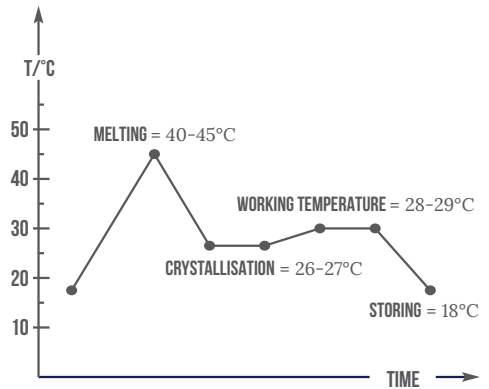 T/°C
50
MELTING = 40-45°C
40
WORKING TEMPERATURE = 28-29°C
30
CRYSTALLISATION = 26-27°C
20
STORING = 18°C
10
TIME